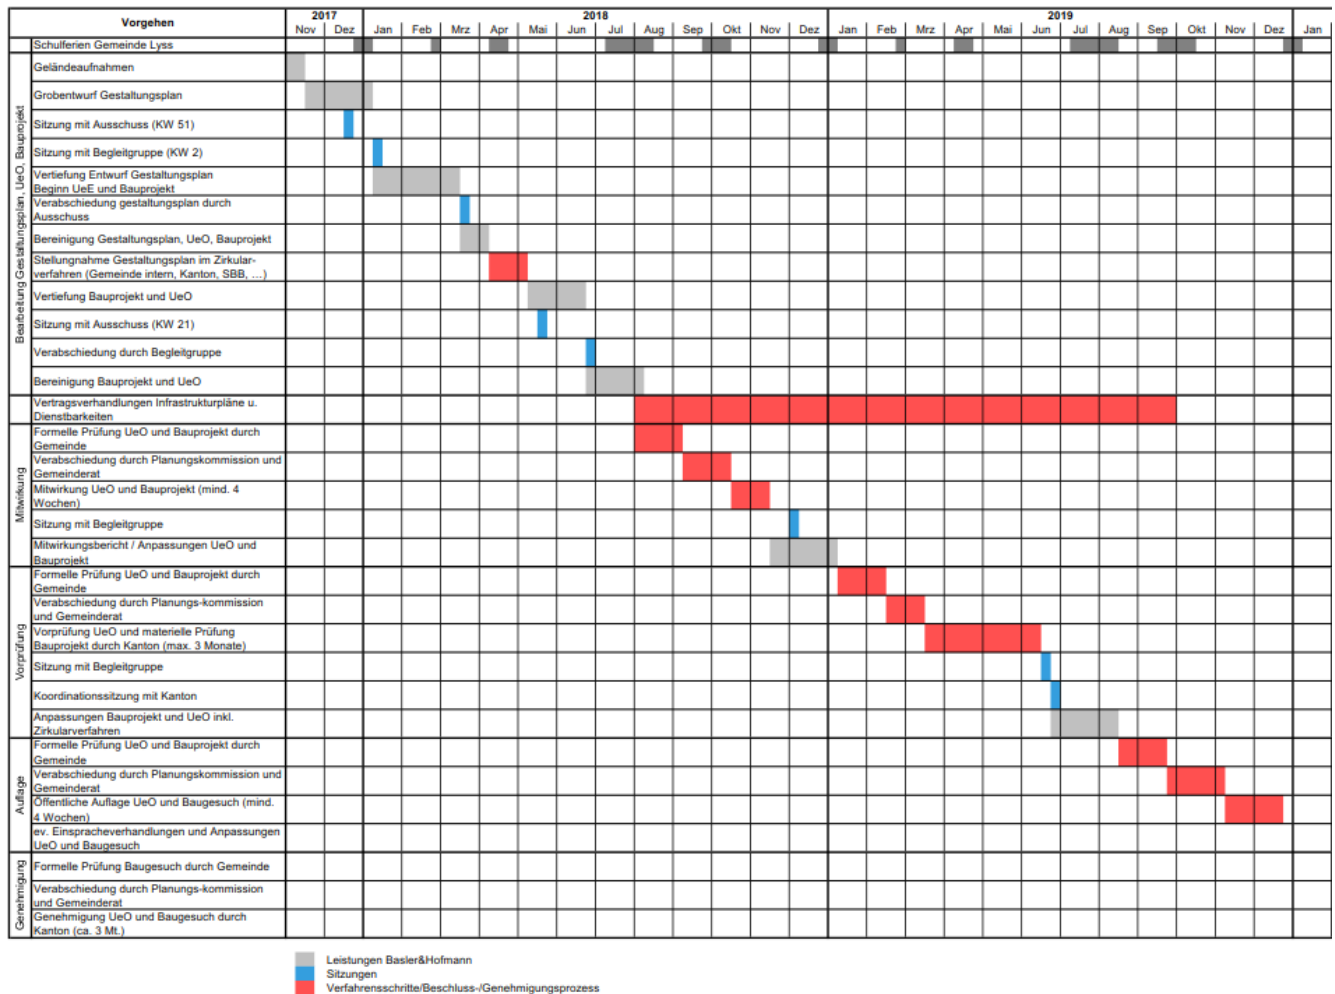 Vorgehen
2017
2018
2019
Nov Dez Jan Feb Mrz Apr Mai Jun Jul Aug Sep Okt Nov Dez Jan Feb Mrz Apr Mai Jun Jul Aug Sep Okt Nov Dez Jan
Schulferien Gemeinde Lyss
Bearbeitung Gestaltungsplan, UeO, Bauprojekt
Geländeaufnahmen
Grobentwurf Gestaltungsplan
Sitzung mit Ausschuss (KW 51)
Sitzung mit Begleitgruppe (KW 2)
Vertiefung Entwurf Gestaltungsplan
Beginn UeE und Bauprojekt
Verabschiedung gestaltungsplan durch
Ausschuss
Bereinigung Gestaltungsplan, UeO, Bauprojekt
Stellungnahme Gestaltungsplan im Zirkular-
verfahren (Gemeinde intern, Kanton, SBB, ...)
Vertiefung Bauprojekt und UeO
Sitzung mit Ausschuss (KW 21)
Verabschiedung durch Begleitgruppe
Bereinigung Bauprojekt und UeO
Vertragsverhandlungen Infrastrukturpläne u.
Dienstbarkeiten
Mitwirkung
Formelle Prüfung UeO und Bauprojekt durch
Gemeinde
Verabschiedung durch Planungskommission und
Gemeinderat
Mitwirkung UeO und Bauprojekt (mind. 4
Wochen)
Sitzung mit Begleitgruppe
Mitwirkungsbericht / Anpassungen UeO und
Bauprojekt
Vorprüfung
Formelle Prüfung UeO und Bauprojekt durch
Gemeinde
Verabschiedung durch Planungs-kommission
und Gemeinderat
Vorprüfung UeO und materielle Prüfung
Bauprojekt durch Kanton (max. 3 Monate)
Sitzung mit Begleitgruppe
Koordinationssitzung mit Kanton
Anpassungen Bauprojekt und UeO inkl.
Zirkularverfahren
Auflage
Formelle Prüfung UeO und Bauprojekt durch
Gemeinde
Verabschiedung durch Planungskommission und
Gemeinderat
Öffentliche Auflage UeO und Baugesuch (mind.
4 Wochen)
ev. Einspracheverhandlungen und Anpassungen
UeO und Baugesuch
Genehmigung
Formelle Prüfung Baugesuch durch Gemeinde
Verabschiedung durch Planungs-kommission
und Gemeinderat
Genehmigung UeO und Baugesuch durch
Kanton (ca. 3 Mt.)
Leistungen Basler&Hofmann
Sitzungen
Verfahrensschritte/Beschluss-/Genehmigungsprozess